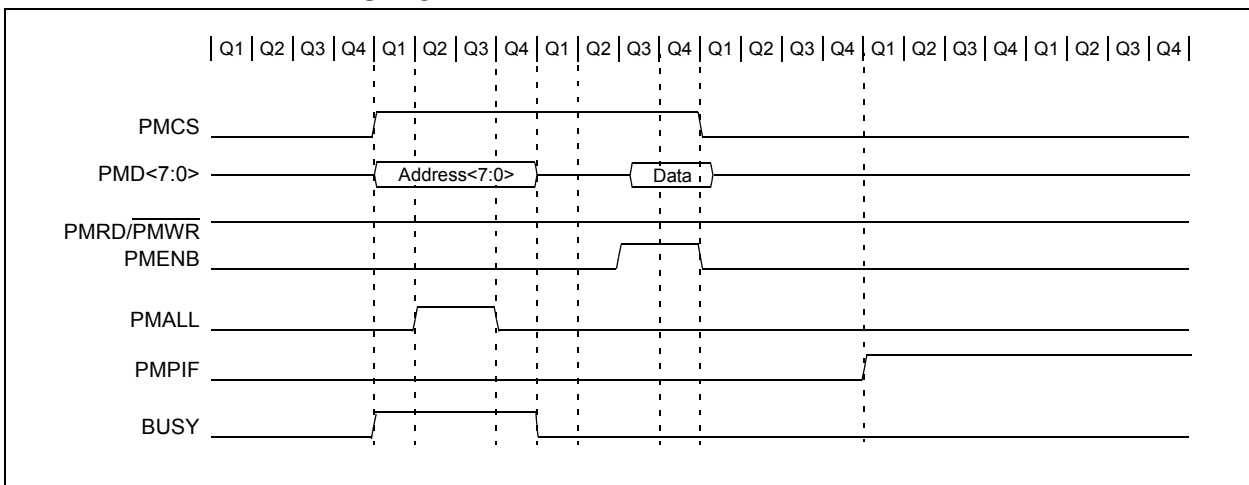 Q1 Q2 Q3 Q4 Q1 Q2 Q3 Q4 Q1 Q2 Q3 Q4 Q1 Q2 Q3 Q4 Q1 Q2 Q3 Q4 Q1 Q2 Q3 Q4
PMCS
PMD<7:0> Address<7:0> Data
PMRD/PMWR
PMENB
PMALL
PMPIF
BUSY